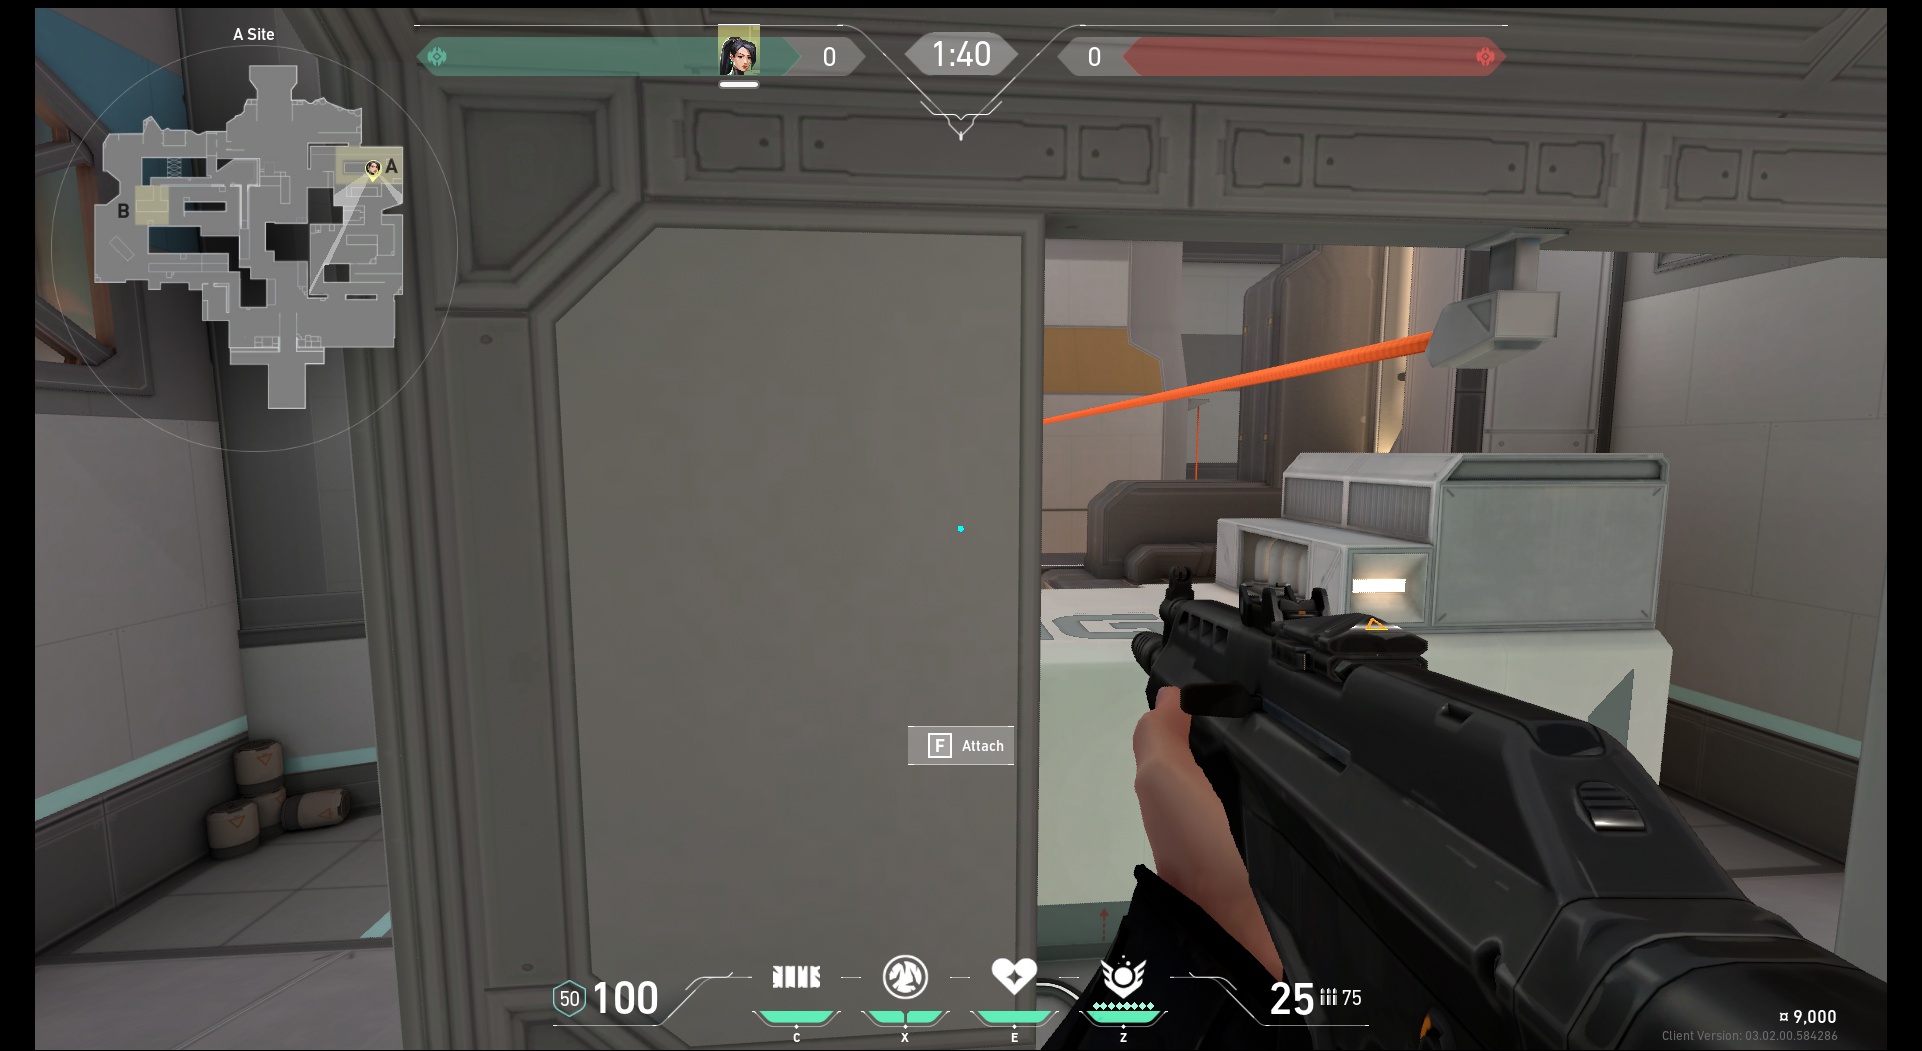 A Site
0
1:40
0
A
B
F Attach
50 100
25 75
C X E Z
¤ 9,000
Client Version: 03.02.00.584286